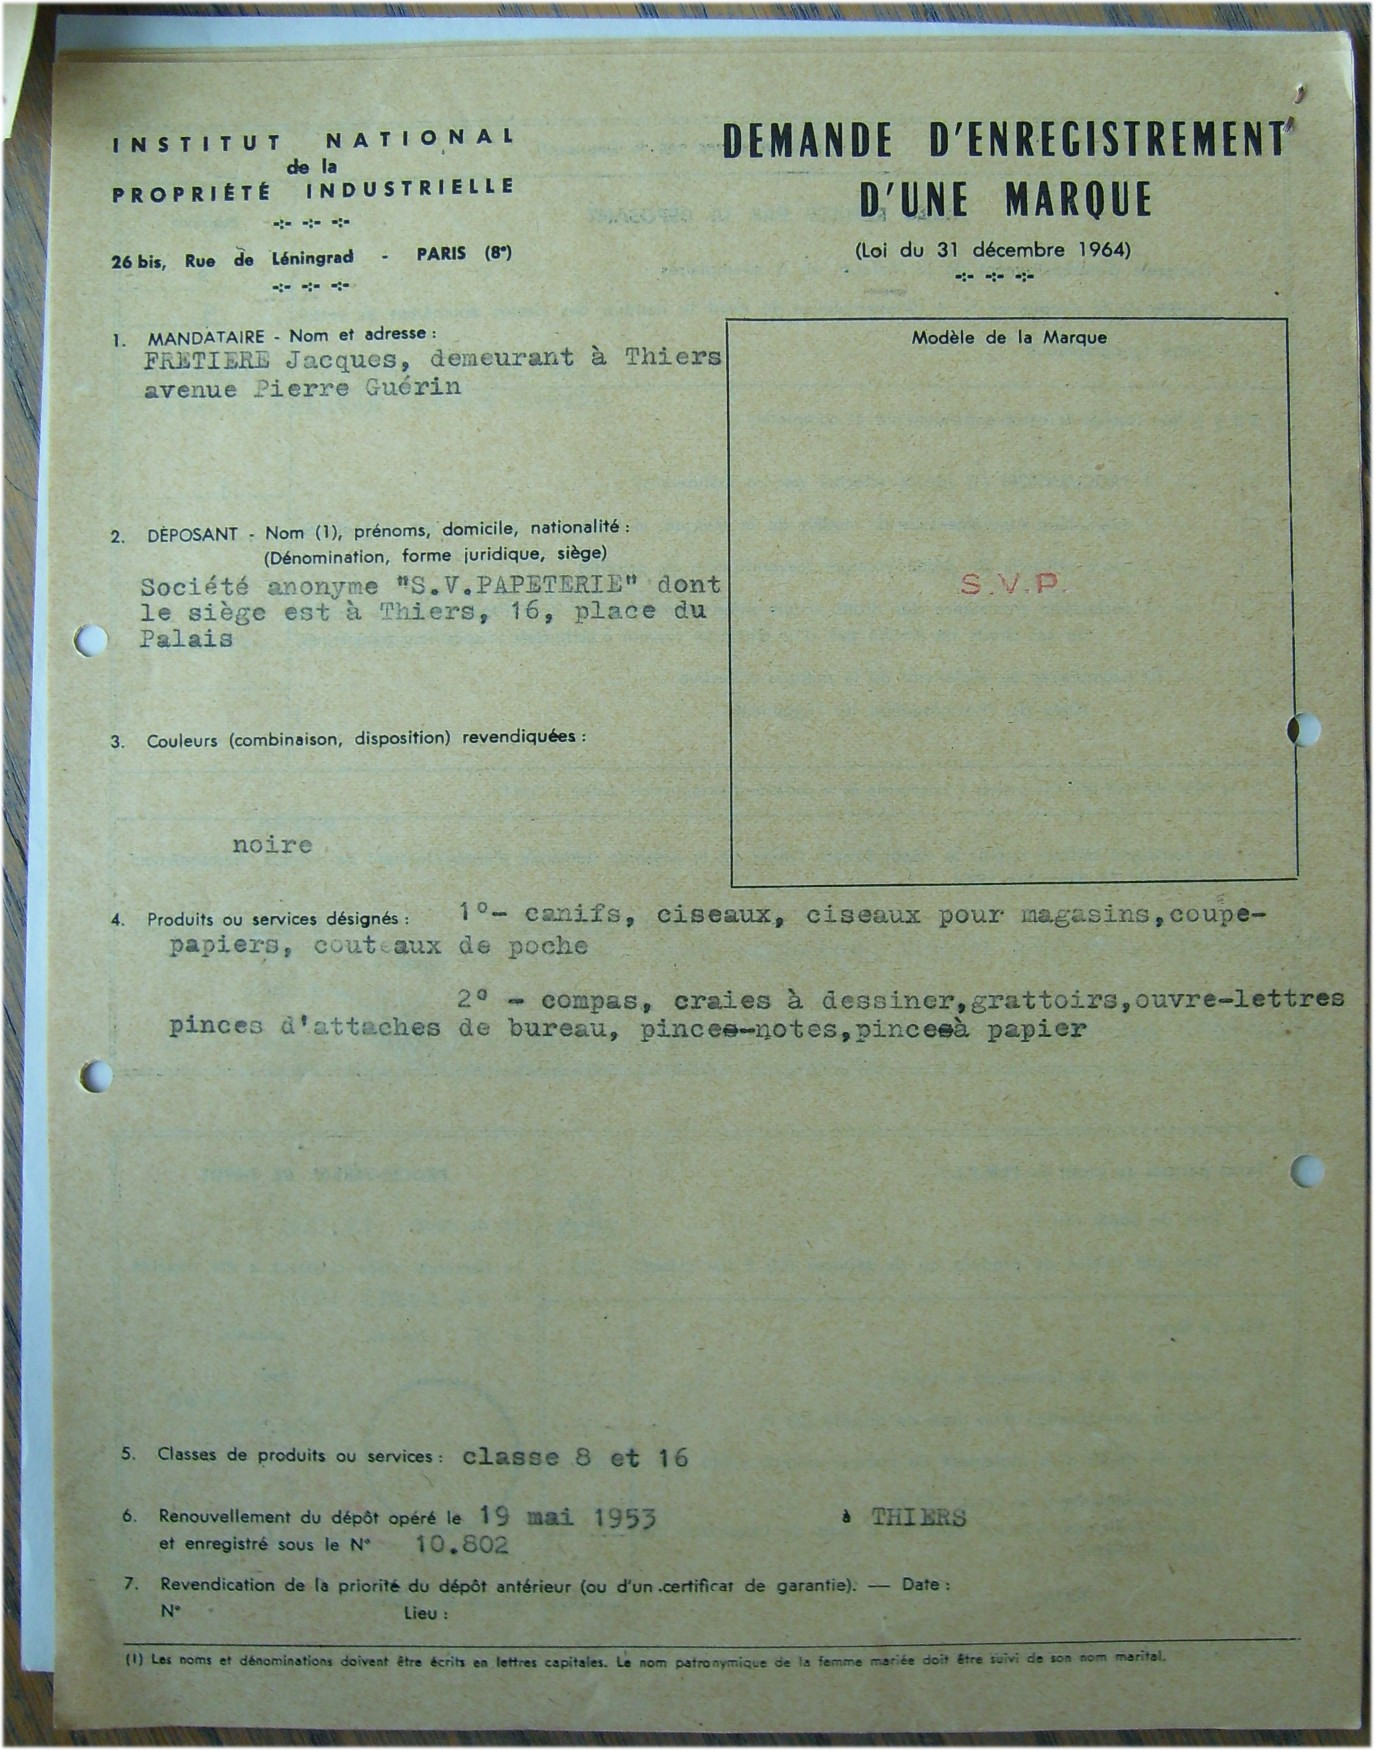 INSTITUT NATIONAL
de la
PROPRIÉTÉ INDUSTRIELLE
26 bis, Rue de Léningrad - PARIS (8e)
DEMANDE D'ENREGISTREMENT
D'UNE MARQUE
(Loi du 31 décembre 1964)
1. MANDATAIRE - Nom et adresse :
FRETIERE Jacques, demeurant à Thiers
avenue Pierre Guérin
Modèle de la Marque
S.V.P.
2. DÉPOSANT - Nom (1), prénoms, domicile, nationalité :
(Dénomination, forme juridique, siège)
Société anonyme "S.V.PAPETERIE" dont
le siège est à Thiers, 16, place du
Palais
3. Couleurs (combinaison, disposition) revendiquées :
noire
4. Produits ou services désignés : 1°- canifs, ciseaux, ciseaux pour magasins,coupe-
papiers, couteaux de poche
2° - compas, craies à dessiner,grattoirs,ouvre-lettres
pinces d'attaches de bureau, pinces-notes,pincesà papier
5. Classes de produits ou services : classe 8 et 16
6. Renouvellement du dépôt opéré le 19 mai 1953 à THIERS
et enregistré sous le N° 10.802
7. Revendication de la priorité du dépôt antérieur (ou d'un certificat de garantie). — Date :
N° Lieu :
(1) Les noms et dénominations doivent être écrits en lettres capitales. Le nom patronymique de la femme mariée doit être suivi de son nom marital.